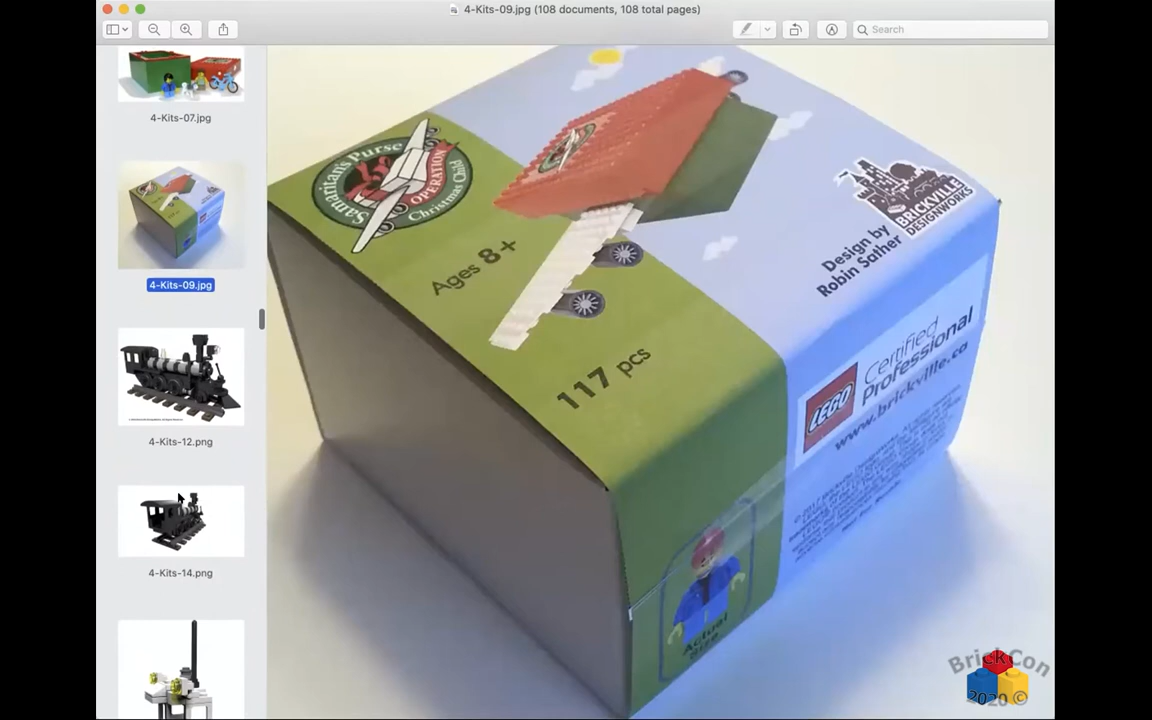 4-Kits-09.jpg (108 documents, 108 total pages)
Search
4-Kits-07.jpg
4-Kits-09.jpg
4-Kits-12.png
4-Kits-14.png
Samaritan's Purse
OPERATION
Christmas Child
Ages 8+
117 pcs
BRICKVILLE
DESIGNWORKS
Design by
Robin Sather
LEGO
Certified
Professional
www.brickville.ca
Actual
Size
BrickCon
2020 ©